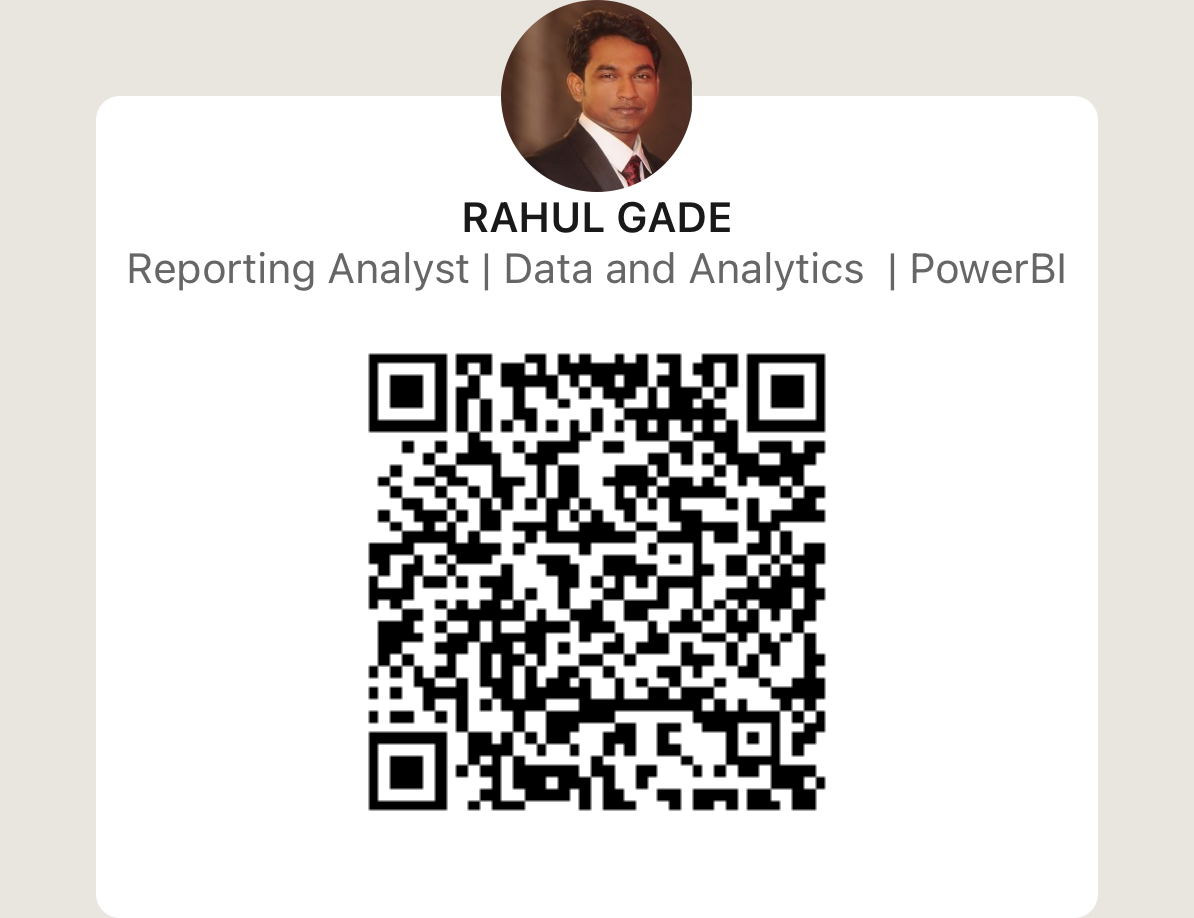 RAHUL GADE
Reporting Analyst | Data and Analytics  | PowerBI